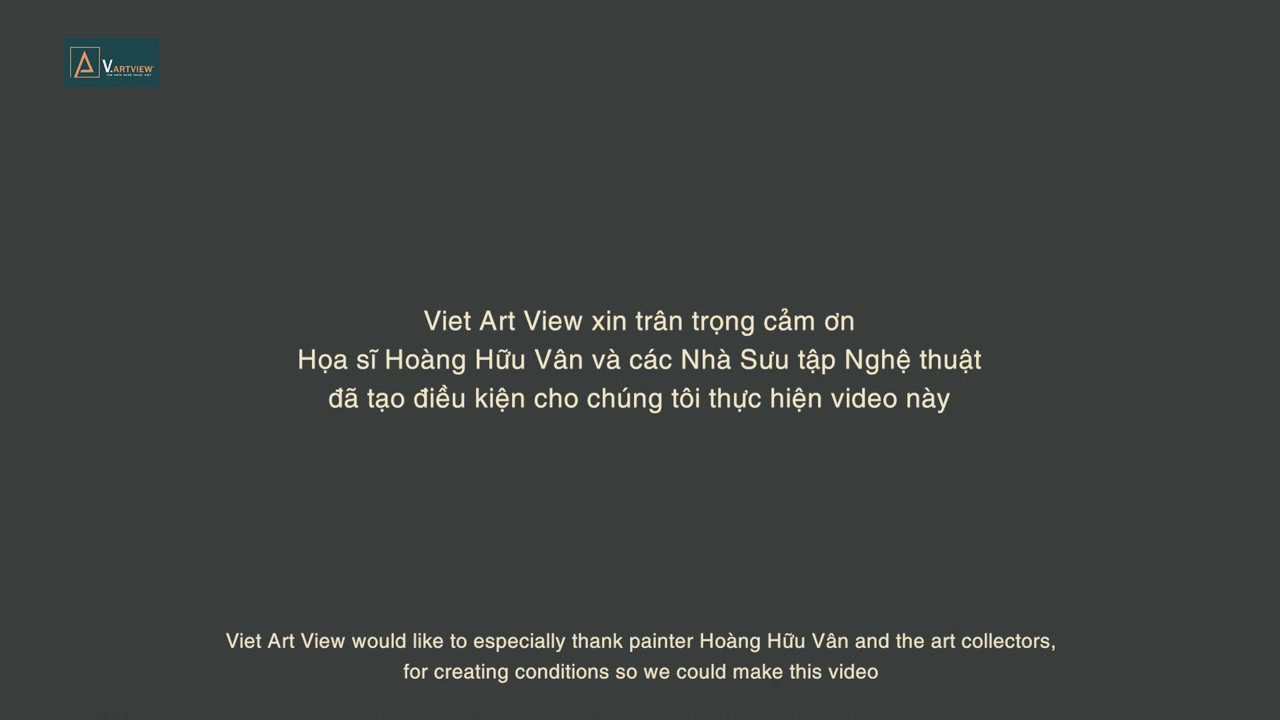 V.ARTVIEW
Viet Art View xin trân trọng cảm ơn
Họa sĩ Hoàng Hữu Vân và các Nhà Sưu tập Nghệ thuật
đã tạo điều kiện cho chúng tôi thực hiện video này
Viet Art View would like to especially thank painter Hoàng Hữu Vân and the art collectors,
for creating conditions so we could make this video